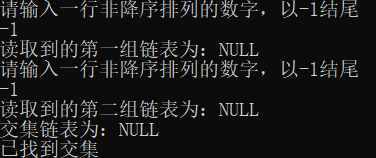 请输入一行非降序排列的数字，以-1结尾
-1
读取到的第一组链表为：NULL
请输入一行非降序排列的数字，以-1结尾
-1
读取到的第二组链表为：NULL
交集链表为：NULL
已找到交集